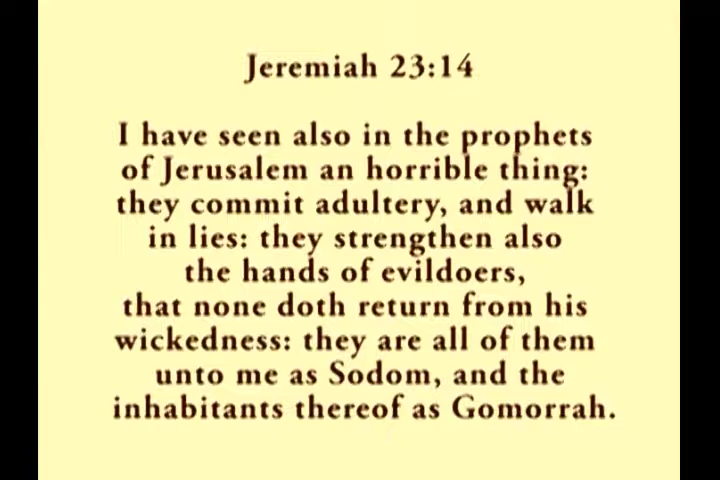 Jeremiah 23:14
I have seen also in the prophets
of Jerusalem an horrible thing:
they commit adultery, and walk
in lies: they strengthen also
the hands of evildoers,
that none doth return from his
wickedness: they are all of them
unto me as Sodom, and the
inhabitants thereof as Gomorrah.